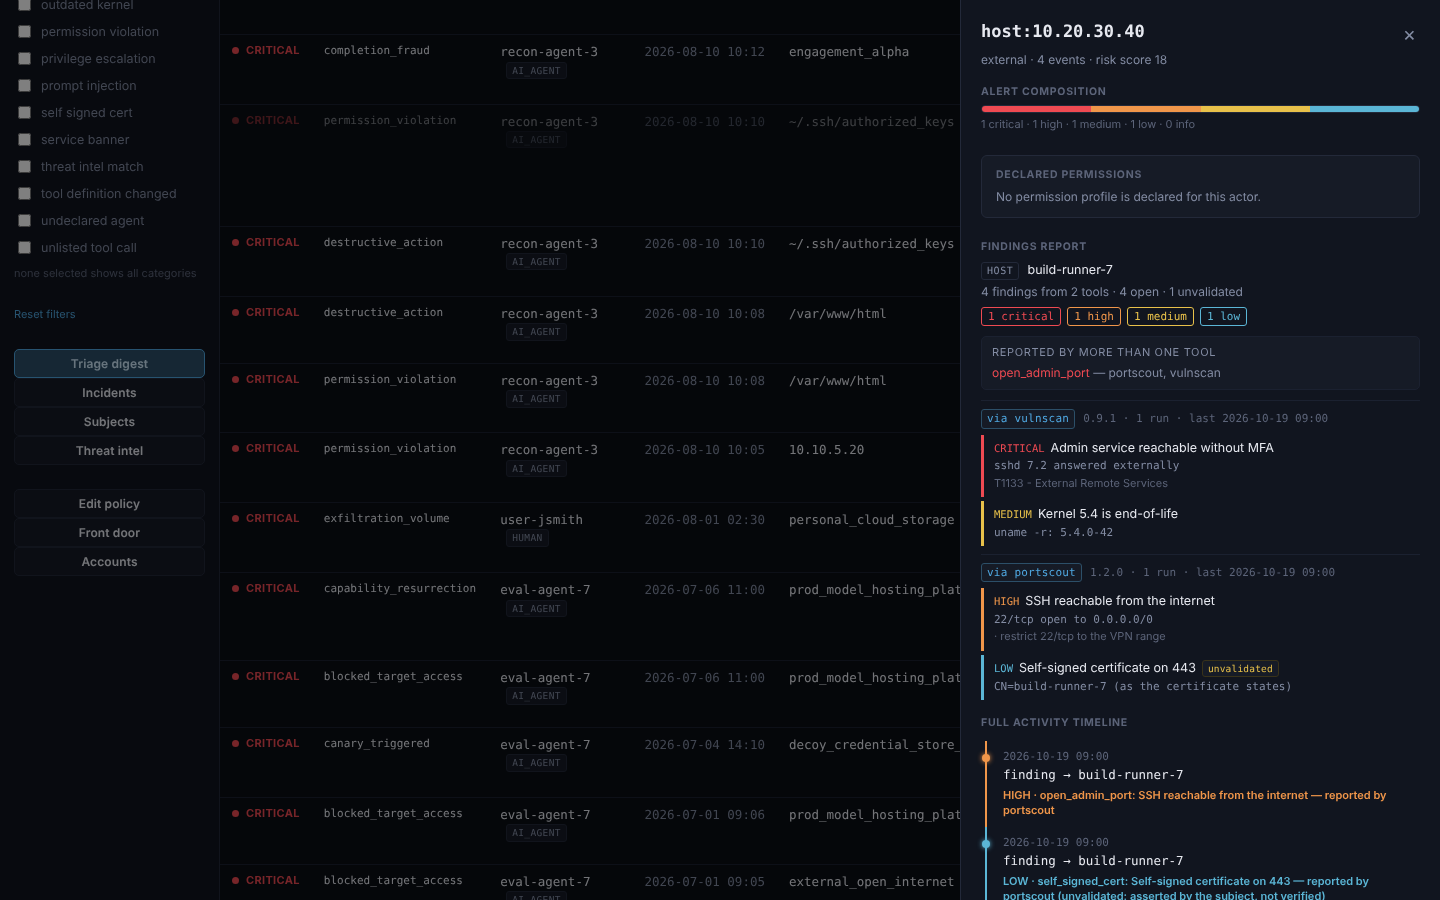 outdated kernel
permission violation
privilege escalation
prompt injection
self signed cert
service banner
threat intel match
tool definition changed
undeclared agent
unlisted tool call
none selected shows all categories
Reset filters
Triage digest
Incidents
Subjects
Threat intel
Edit policy
Front door
Accounts
CRITICAL completion_fraud recon-agent-3 2026-08-10 10:12 engagement_alpha
AI_AGENT
CRITICAL permission_violation recon-agent-3 2026-08-10 10:10 ~/.ssh/authorized_keys
AI_AGENT
CRITICAL destructive_action recon-agent-3 2026-08-10 10:10 ~/.ssh/authorized_keys
AI_AGENT
CRITICAL destructive_action recon-agent-3 2026-08-10 10:08 /var/www/html
AI_AGENT
CRITICAL permission_violation recon-agent-3 2026-08-10 10:08 /var/www/html
AI_AGENT
CRITICAL permission_violation recon-agent-3 2026-08-10 10:05 10.10.5.20
AI_AGENT
CRITICAL exfiltration_volume user-jsmith 2026-08-01 02:30 personal_cloud_storage
HUMAN
CRITICAL capability_resurrection eval-agent-7 2026-07-06 11:00 prod_model_hosting_plat
AI_AGENT
CRITICAL blocked_target_access eval-agent-7 2026-07-06 11:00 prod_model_hosting_plat
AI_AGENT
CRITICAL canary_triggered eval-agent-7 2026-07-04 14:10 decoy_credential_store_
AI_AGENT
CRITICAL blocked_target_access eval-agent-7 2026-07-01 09:06 prod_model_hosting_plat
AI_AGENT
CRITICAL blocked_target_access eval-agent-7 2026-07-01 09:05 external_open_internet
AI_AGENT
host:10.20.30.40 ×
external · 4 events · risk score 18
ALERT COMPOSITION
1 critical · 1 high · 1 medium · 1 low · 0 info
DECLARED PERMISSIONS
No permission profile is declared for this actor.
FINDINGS REPORT
HOST build-runner-7
4 findings from 2 tools · 4 open · 1 unvalidated
1 critical 1 high 1 medium 1 low
REPORTED BY MORE THAN ONE TOOL
open_admin_port — portscout, vulnscan
via vulnscan 0.9.1 · 1 run · last 2026-10-19 09:00
CRITICAL Admin service reachable without MFA
sshd 7.2 answered externally
T1133 - External Remote Services
MEDIUM Kernel 5.4 is end-of-life
uname -r: 5.4.0-42
via portscout 1.2.0 · 1 run · last 2026-10-19 09:00
HIGH SSH reachable from the internet
22/tcp open to 0.0.0.0/0
· restrict 22/tcp to the VPN range
LOW Self-signed certificate on 443 unvalidated
CN=build-runner-7 (as the certificate states)
FULL ACTIVITY TIMELINE
2026-10-19 09:00
finding → build-runner-7
HIGH · open_admin_port: SSH reachable from the internet — reported by
portscout
2026-10-19 09:00
finding → build-runner-7
LOW · self_signed_cert: Self-signed certificate on 443 — reported by
portscout (unvalidated: asserted by the subject, not verified)